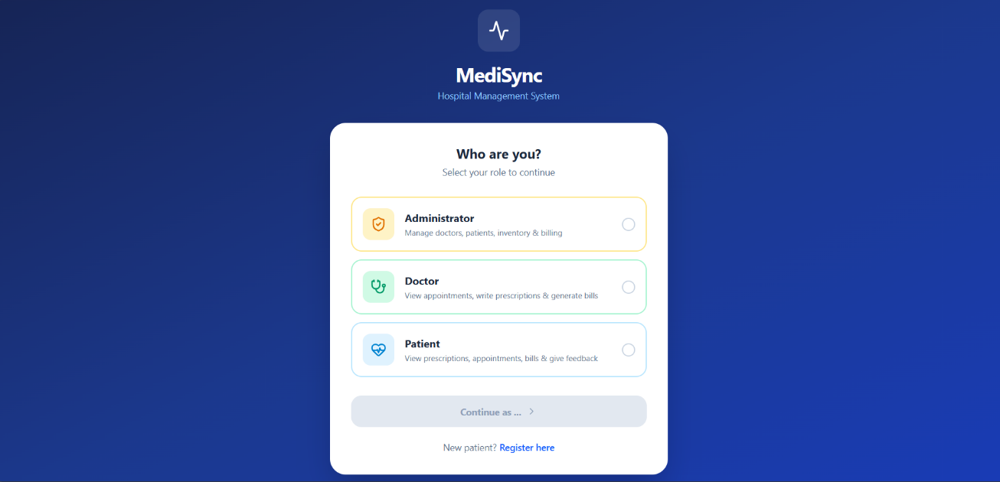 MediSync
Hospital Management System
Who are you?
Select your role to continue
Administrator
Manage doctors, patients, inventory & billing
Doctor
View appointments, write prescriptions & generate bills
Patient
View prescriptions, appointments, bills & give feedback
Continue as ...
New patient? Register here